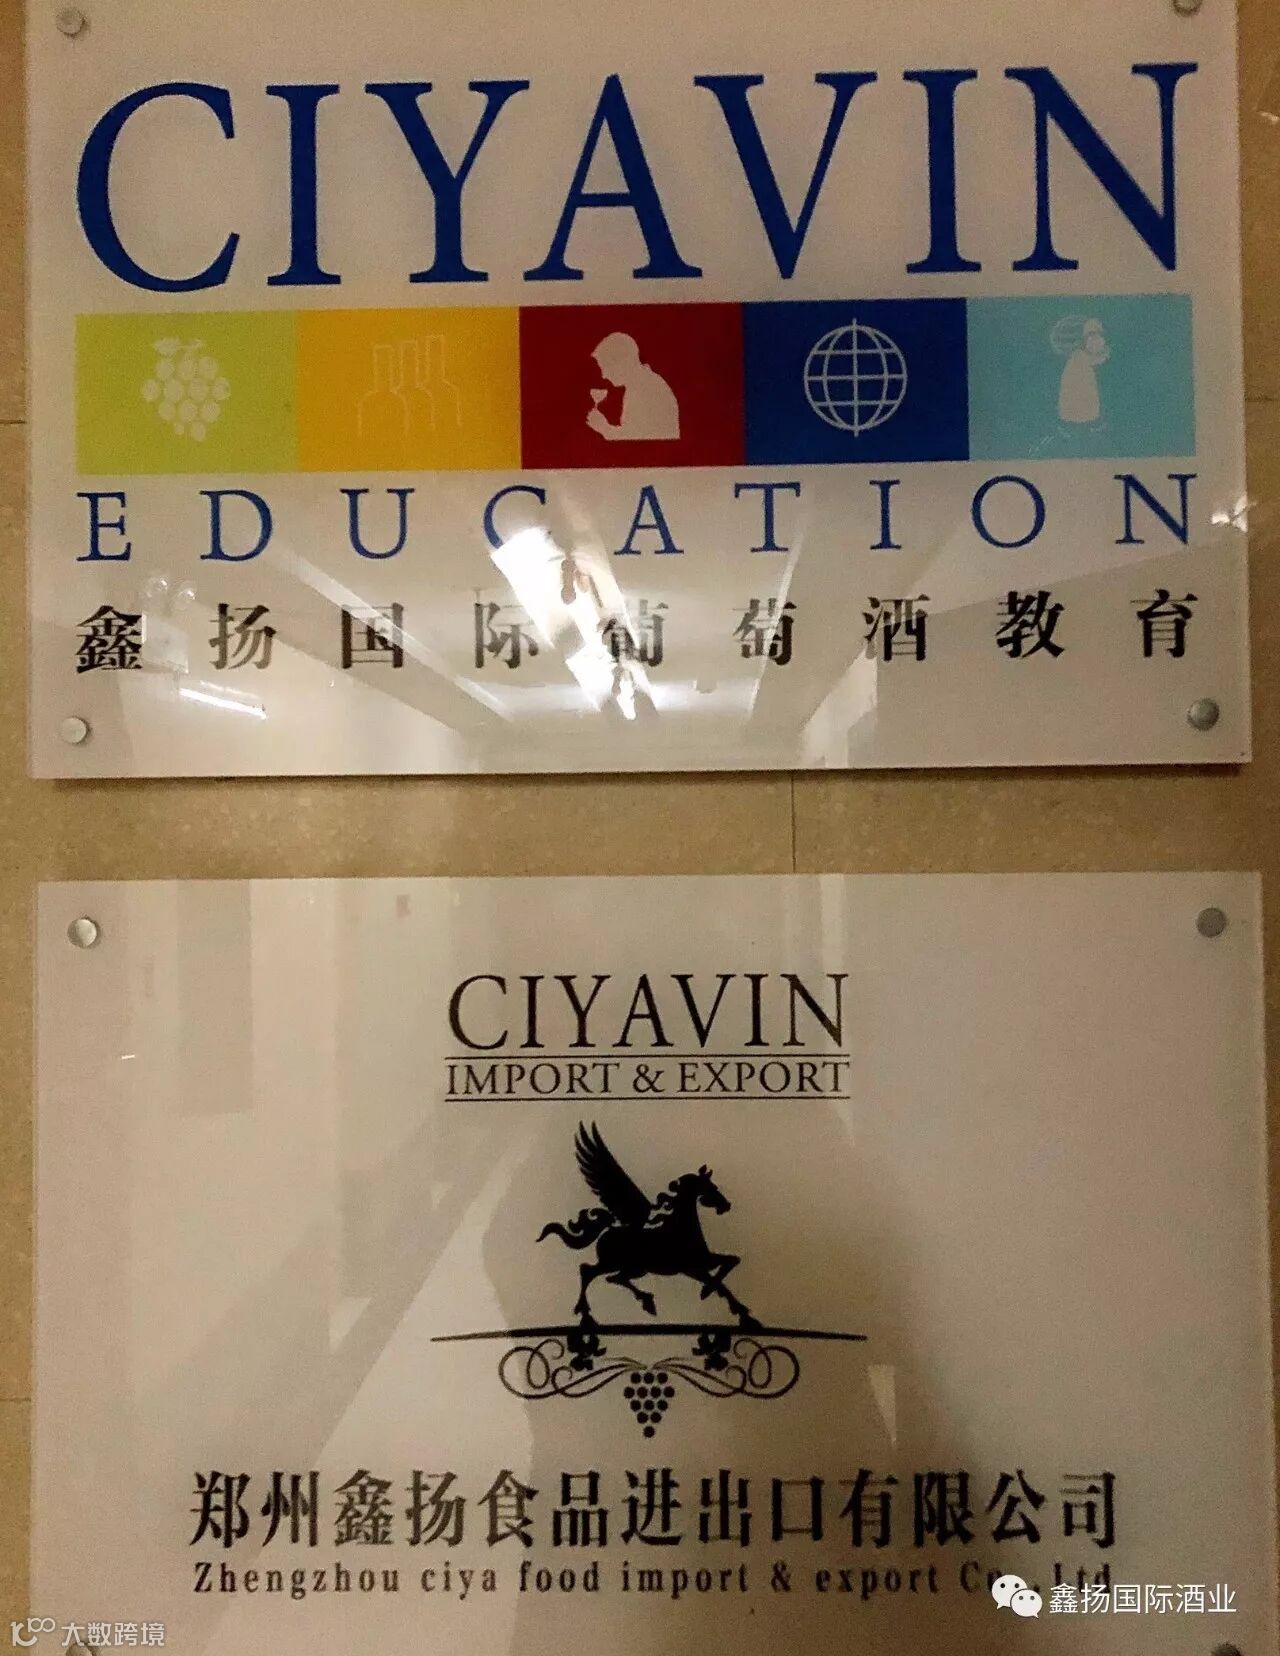 CIYAVIN
EDUCATION
鑫扬国际葡萄酒教育
CIYAVIN
IMPORT & EXPORT
郑州鑫扬食品进出口有限公司
Zhengzhou ciya food import & export Co.,Ltd
鑫扬国际酒业
大数跨境